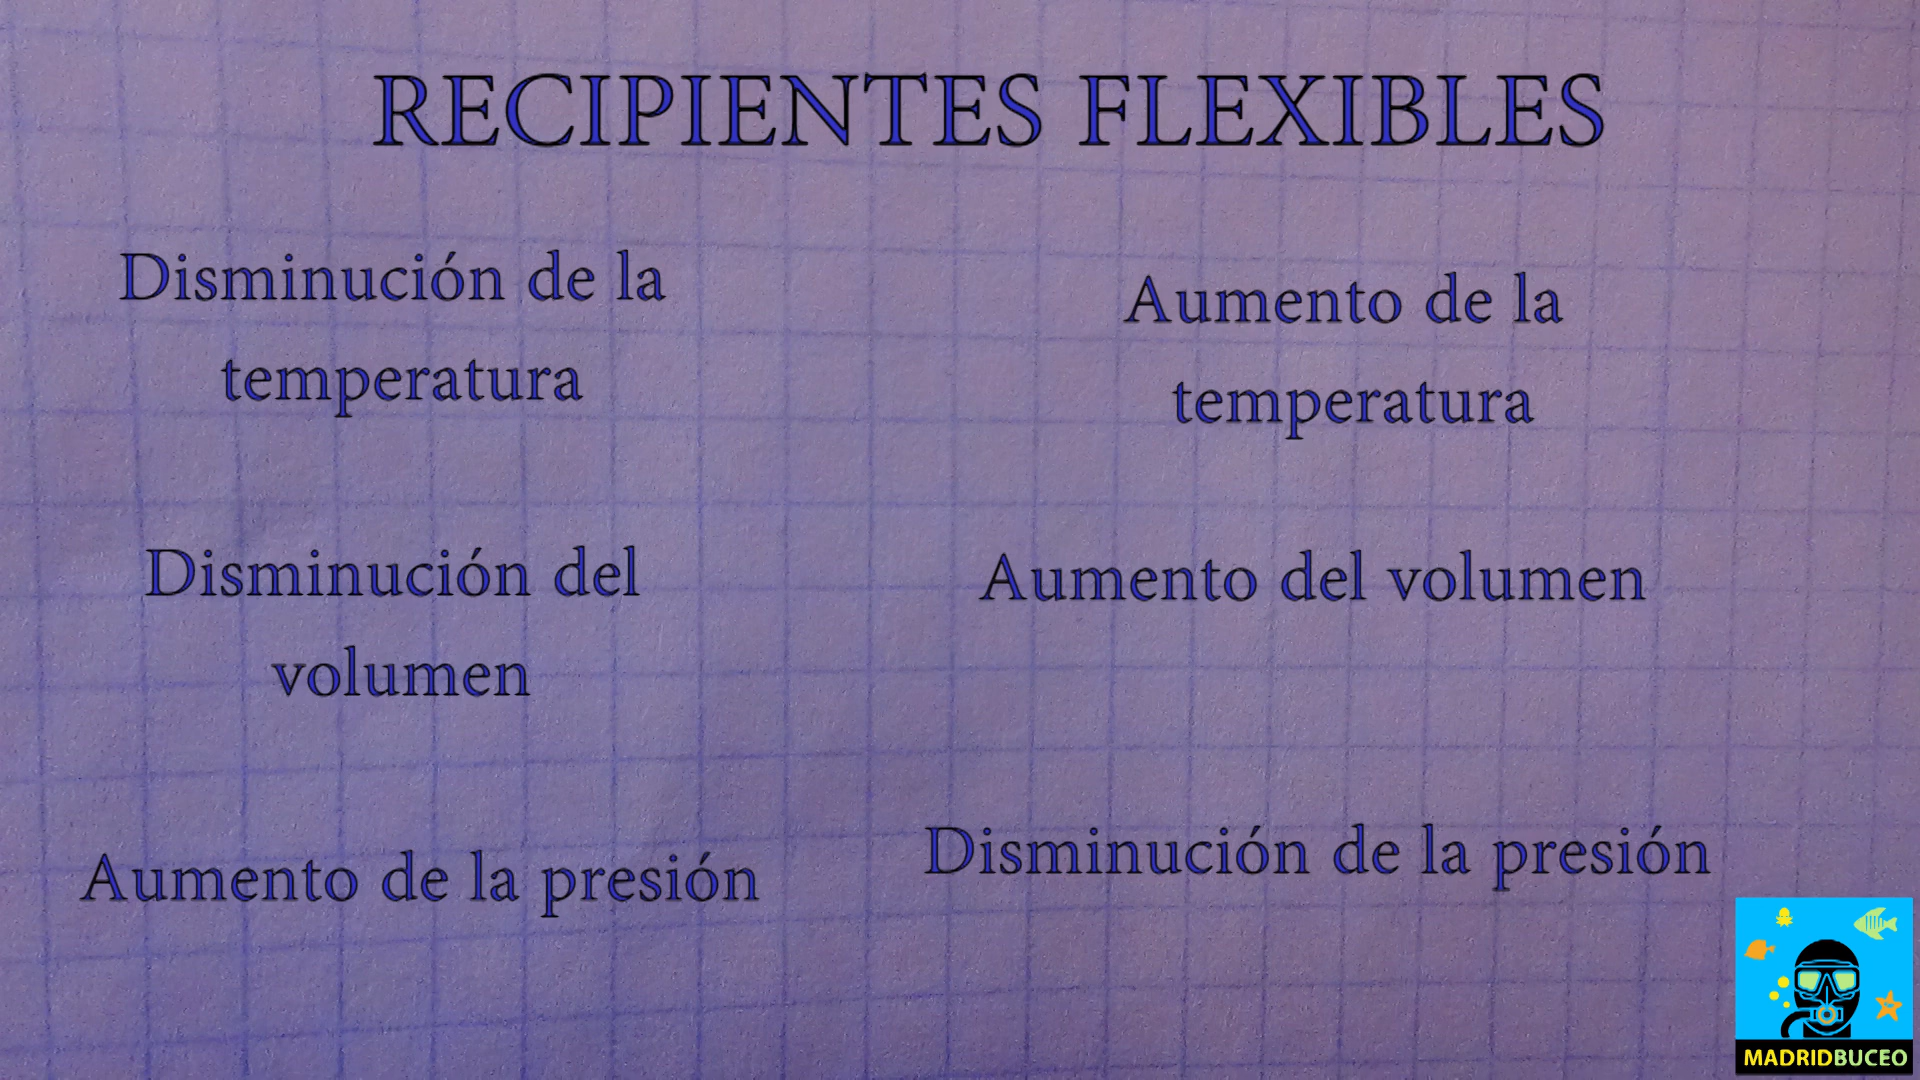 RECIPIENTES FLEXIBLES
Disminución de la
temperatura
Disminución del
volumen
Aumento de la presión
Aumento de la
temperatura
Aumento del volumen
Disminución de la presión
MADRIDBUCEO